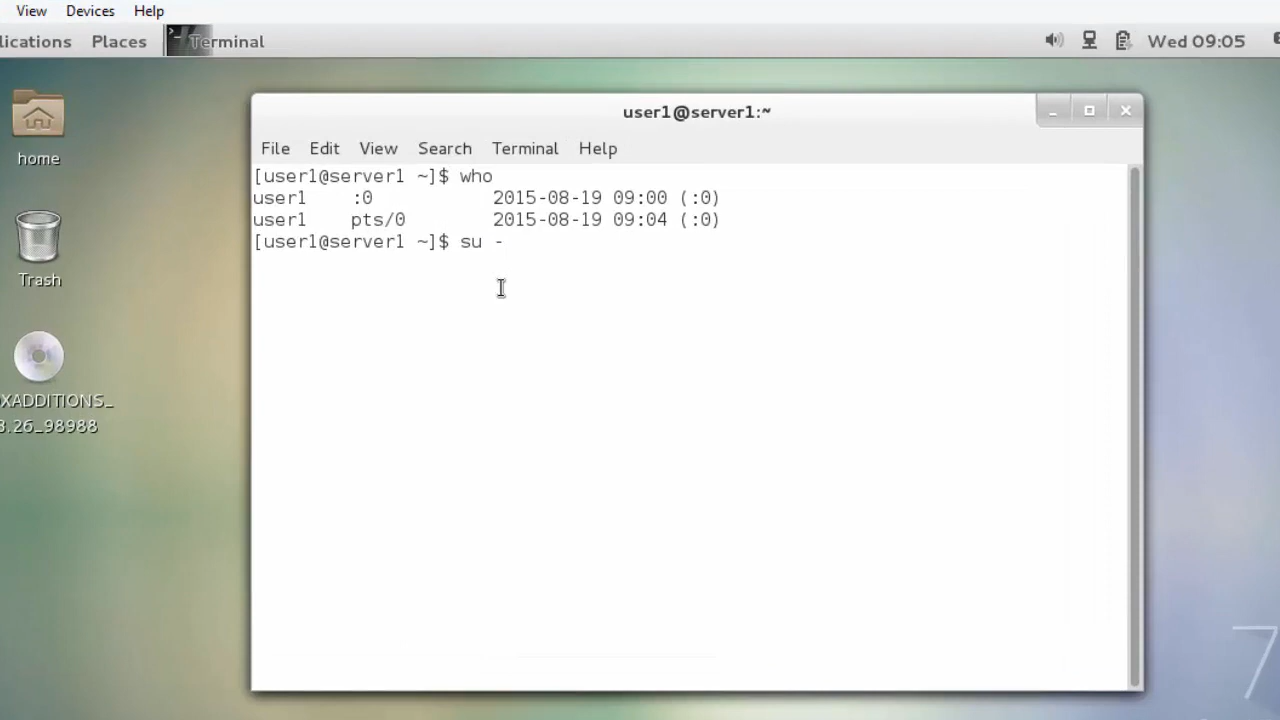 View Devices Help
lications Places Terminal Wed 09:05
home
Trash
XADDITIONS_
3.26_98988
user1@server1:~
File Edit View Search Terminal Help
[user1@server1 ~]$ who
user1 :0 2015-08-19 09:00 (:0)
user1 pts/0 2015-08-19 09:04 (:0)
[user1@server1 ~]$ su -
7